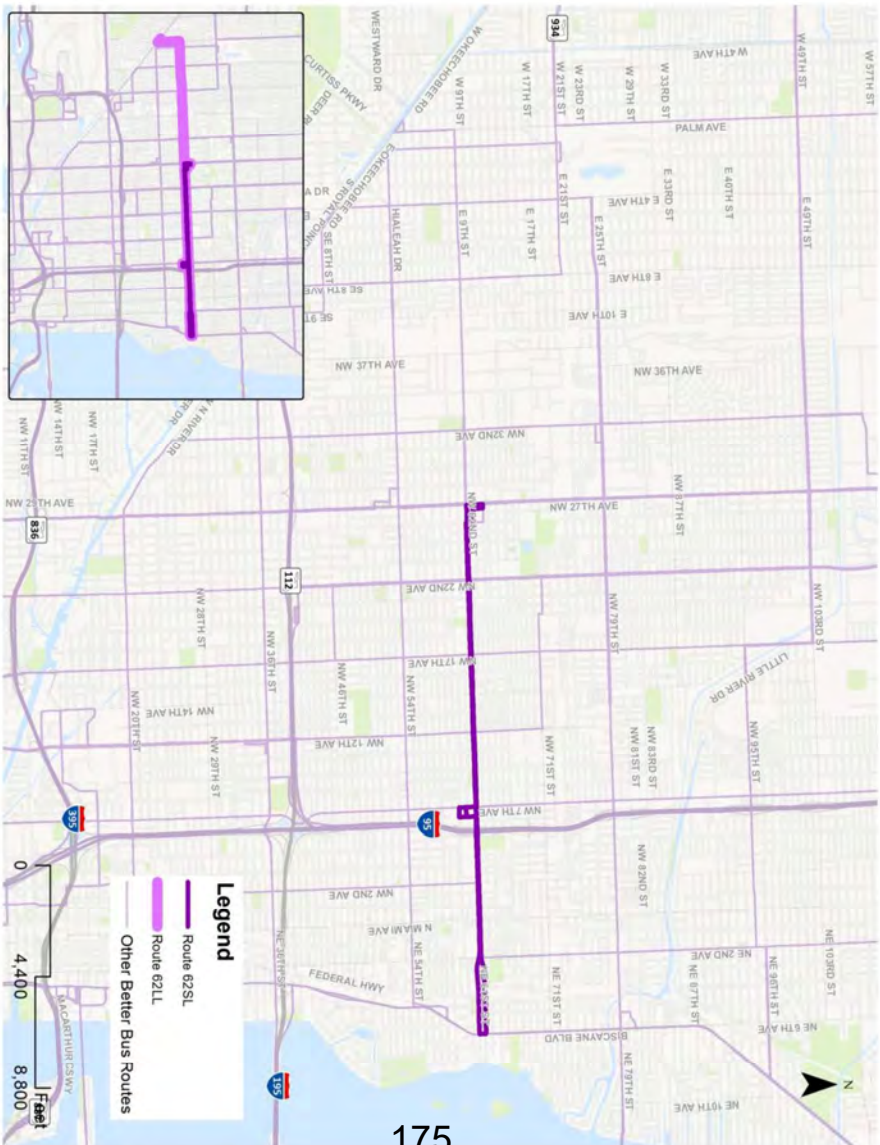 W 57TH ST
W 49TH ST
E 49TH ST
NW 103RD ST
NE 103RD ST
W 4TH AVE
PALM AVE
E 40TH ST
W 33RD ST
E 33RD ST
W 29TH ST
W 23RD ST
W 21ST ST
934
W 17TH ST
W 9TH ST
W OKEECHOBEE RD
WESTWARD DR
CURTISS PKWY
E 4TH AVE
E 25TH ST
E 21ST ST
E 17TH ST
E 9TH ST
HIALEAH DR
E OKEECHOBEE RD
SE 8TH ST
E 8TH AVE
E 10TH AVE
SE 8TH AVE
NW 37TH AVE
NW 36TH AVE
NW 32ND AVE
NW 27TH AVE
NW 87TH ST
NW 22ND AVE
NW 79TH ST
NW 17TH AVE
LITTLE RIVER DR
NW 95TH ST
NW 83RD ST
NW 81ST ST
NW 82ND ST
NW 71ST ST
NW 54TH ST
NW 46TH ST
NW 36TH ST
NW 12TH AVE
NW 14TH AVE
NW 28TH ST
NW 29TH ST
NW 20TH ST
NW 17TH ST
NW 14TH ST
NW 11TH ST
836
112
NW 7TH AVE
95
395
NW 2ND AVE
N MIAMI AVE
NE 2ND AVE
NE 54TH ST
FEDERAL HWY
NE 71ST ST
NE 87TH ST
NE 96TH ST
NE 6TH AVE
BISCAYNE BLVD
NE 79TH ST
NE 10TH AVE
195
MACARTHUR CSWY
N
Legend
Route 62SL
Route 62LL
Other Better Bus Routes
0 4,400 8,800
Feet
175